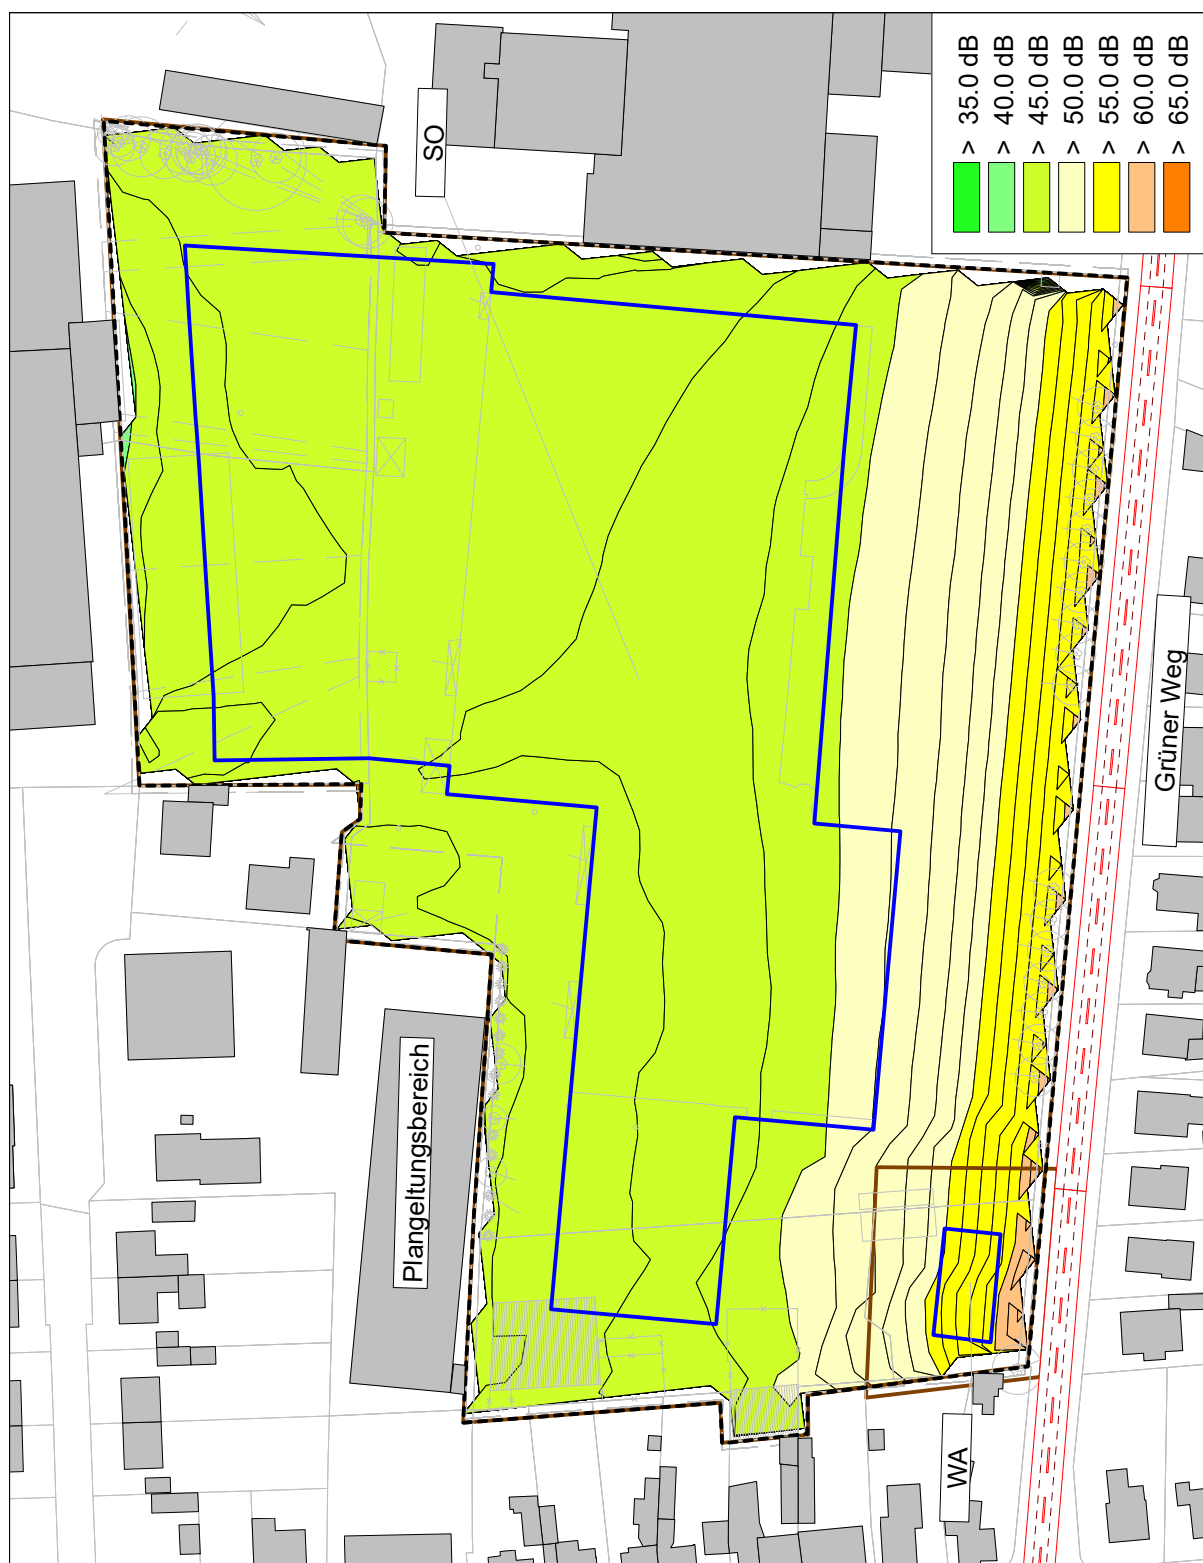 > 35.0 dB
> 40.0 dB
> 45.0 dB
> 50.0 dB
> 55.0 dB
> 60.0 dB
> 65.0 dB
SO
Plangeltungsbereich
Grüner Weg
WA